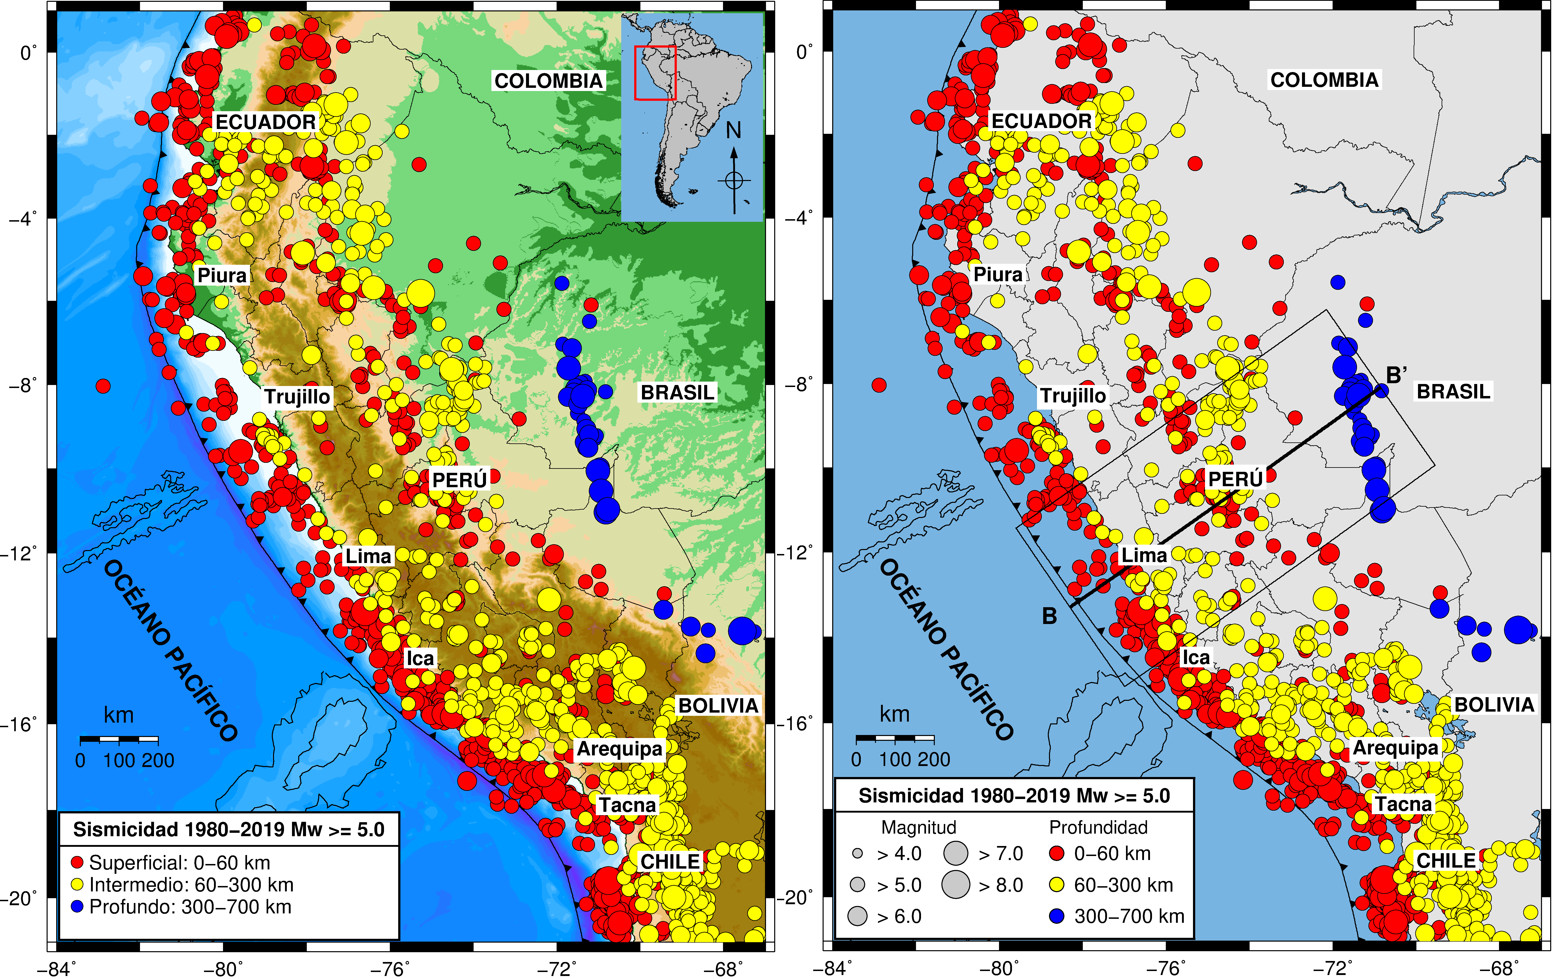 0°
−4°
−8°
−12°
−16°
−20°
−84°
−80°
−76°
−72°
−68°
COLOMBIA
ECUADOR
N
Piura
Trujillo
BRASIL
PERÚ
Lima
OCÉANO PACÍFICO
Ica
BOLIVIA
km
0 100 200
Arequipa
Tacna
CHILE
Sismicidad 1980−2019 Mw >= 5.0
Superficial: 0−60 km
Intermedio: 60−300 km
Profundo: 300−700 km
0°
−4°
−8°
−12°
−16°
−20°
−84°
−80°
−76°
−72°
−68°
COLOMBIA
ECUADOR
Piura
Trujillo
B'
BRASIL
PERÚ
Lima
B
OCÉANO PACÍFICO
Ica
BOLIVIA
km
0 100 200
Arequipa
Tacna
CHILE
Sismicidad 1980−2019 Mw >= 5.0
Magnitud Profundidad
> 4.0 > 7.0 0−60 km
> 5.0 > 8.0 60−300 km
> 6.0 300−700 km